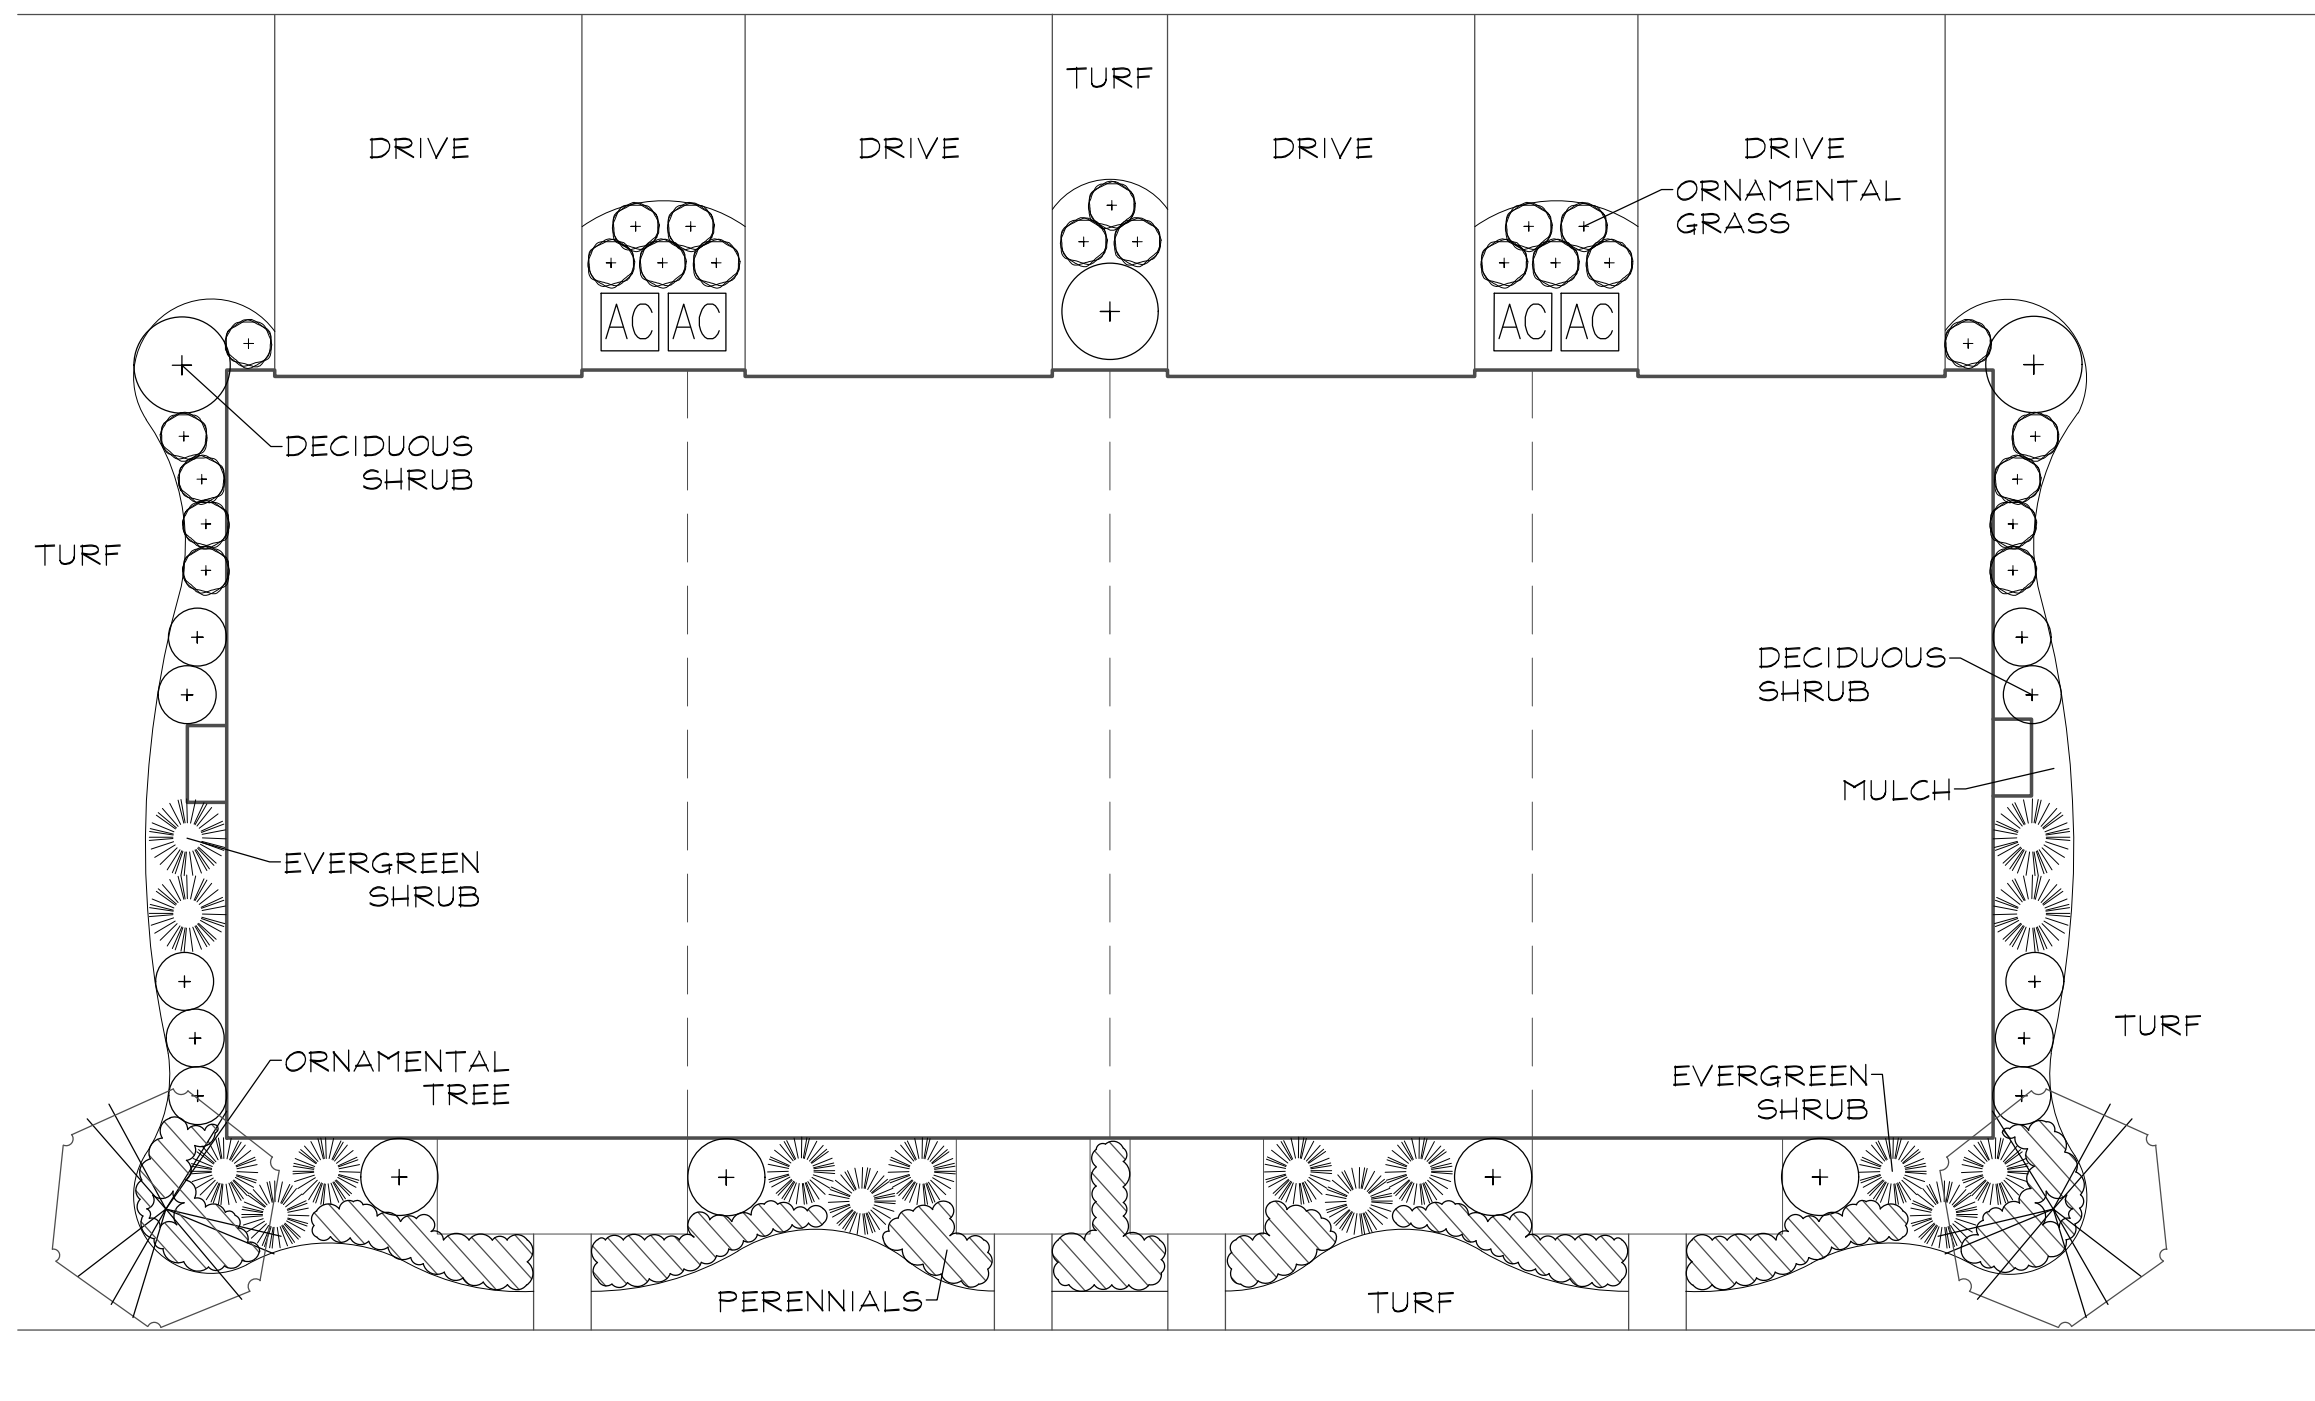 TURF
DRIVE
DRIVE
DRIVE
DRIVE
ORNAMENTAL
GRASS
AC
AC
AC
AC
DECIDUOUS
SHRUB
TURF
DECIDUOUS
SHRUB
MULCH
EVERGREEN
SHRUB
TURF
ORNAMENTAL
TREE
EVERGREEN
SHRUB
PERENNIALS
TURF